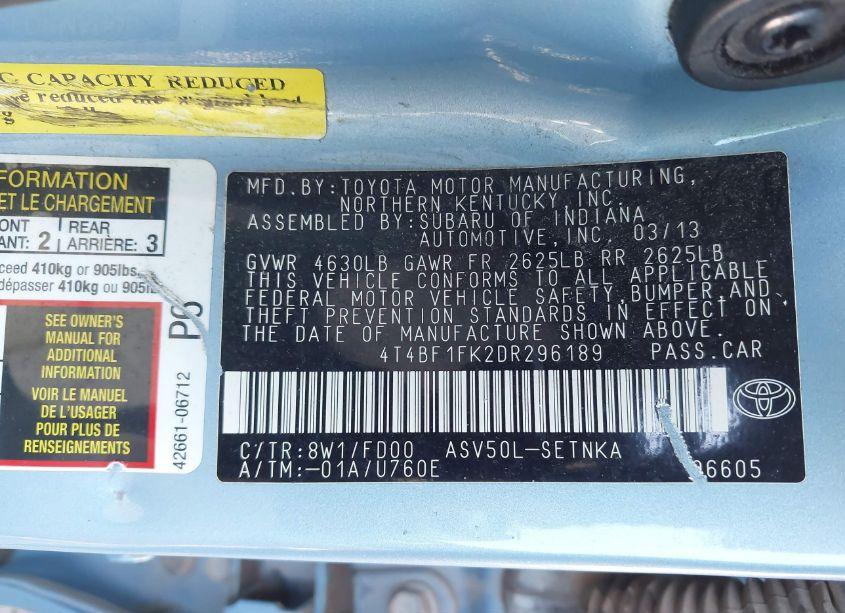 C CAPACITY REDUCED
reduced the
g
FORMATION
ET LE CHARGEMENT
ONT
ANT: 2
REAR
ARRIÈRE: 3
ceed 410kg or 905lbs.
dépasser 410kg ou 905l
SEE OWNER'S
MANUAL FOR
ADDITIONAL
INFORMATION
VOIR LE MANUEL
DE L'USAGER
POUR PLUS DE
RENSEIGNEMENTS
42661-06712
MFD.BY:TOYOTA MOTOR MANUFACTURING,
NORTHERN KENTUCKY,INC.
ASSEMBLED BY:SUBARU OF INDIANA
AUTOMOTIVE,INC. 03/13
GVWR 4630LB GAWR FR 2625LB RR 2625LB
THIS VEHICLE CONFORMS TO ALL APPLICABLE
FEDERAL MOTOR VEHICLE SAFETY,BUMPER,AND
THEFT PREVENTION STANDARDS IN EFFECT ON
THE DATE OF MANUFACTURE SHOWN ABOVE.
4T4BF1FK2DR296189 PASS.CAR
C/TR:8W1/FD00 ASV50L-SETNKA
A/TM:-01A/U760E 6605